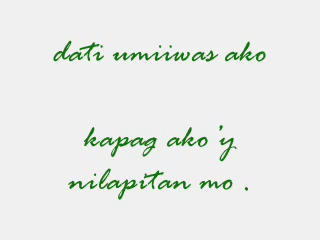 dati umiiwas ako
kapag ako'y
nilapitan mo .